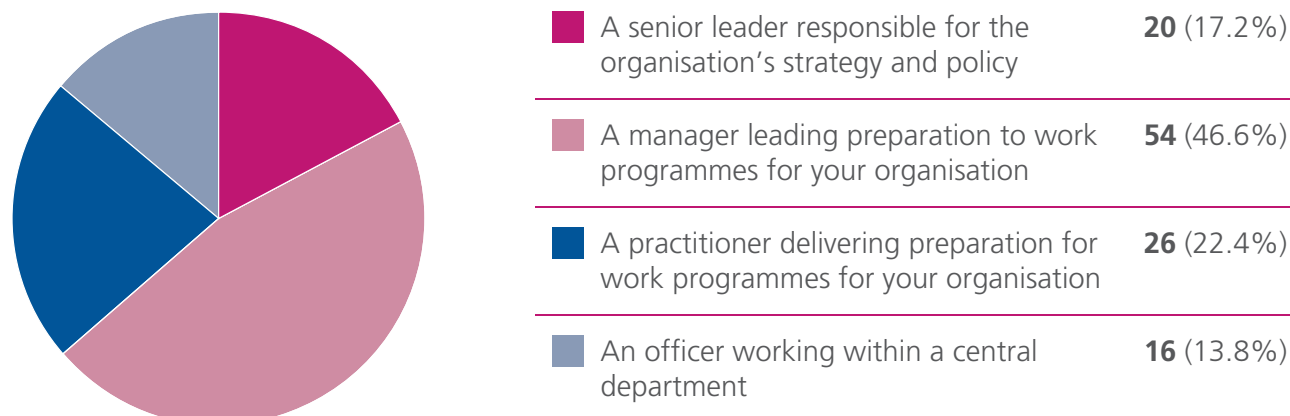 A senior leader responsible for the 20 (17.2%)
organisation’s strategy and policy
A manager leading preparation to work 54 (46.6%)
programmes for your organisation
A practitioner delivering preparation for 26 (22.4%)
work programmes for your organisation
An officer working within a central 16 (13.8%)
department